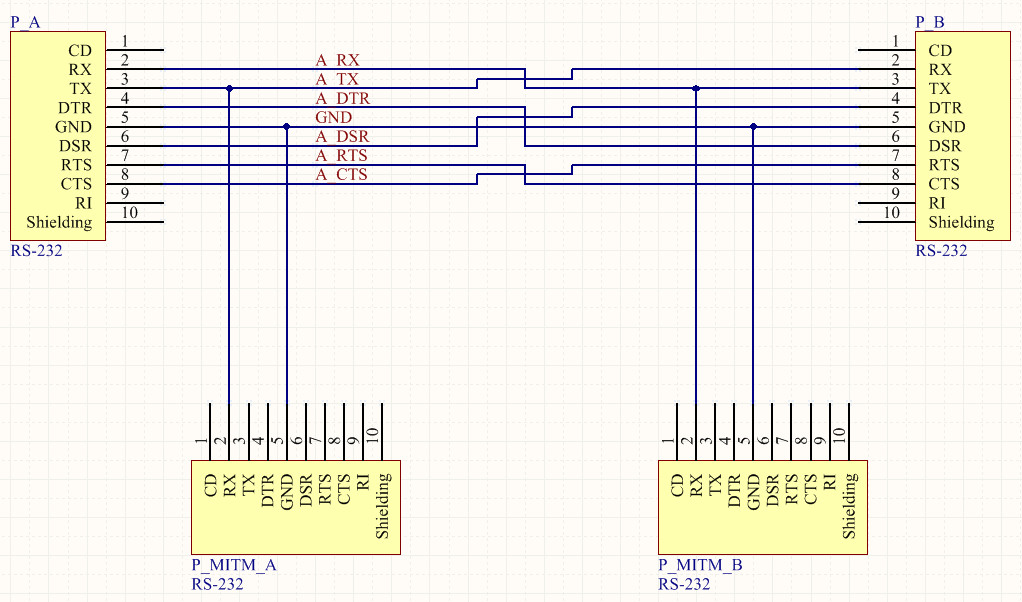 P_A
P_B
CD 1
RX 2
TX 3
DTR 4
GND 5
DSR 6
RTS 7
CTS 8
RI 9
Shielding 10
RS-232
A_RX
A_TX
A_DTR
GND
A_DSR
A_RTS
A_CTS
1 CD
2 RX
3 TX
4 DTR
5 GND
6 DSR
7 RTS
8 CTS
9 RI
10 Shielding
RS-232
1 2 3 4 5 6 7 8 9 10
CD RX TX DTR GND DSR RTS CTS RI Shielding
P_MITM_A
RS-232
1 2 3 4 5 6 7 8 9 10
CD RX TX DTR GND DSR RTS CTS RI Shielding
P_MITM_B
RS-232